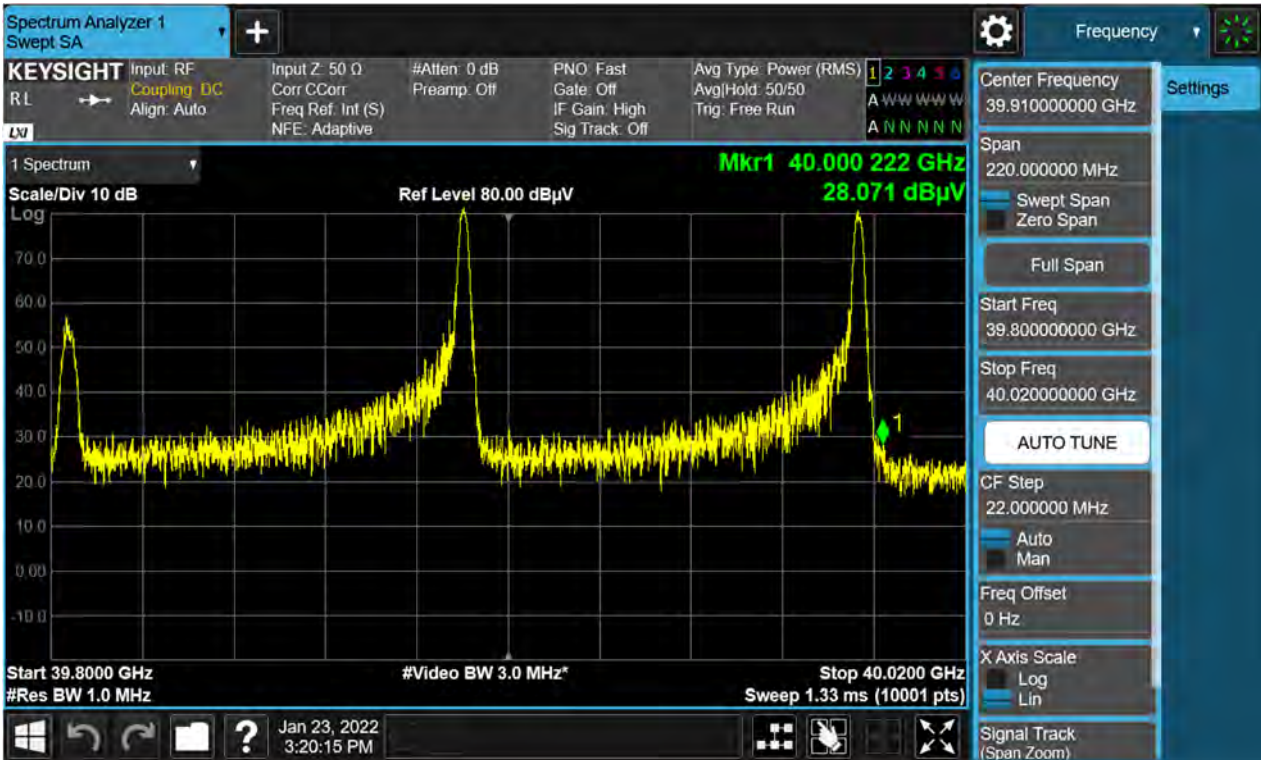 Spectrum Analyzer 1
Swept SA
+
Frequency
KEYSIGHT
RL
LXI
Input: RF
Coupling: DC
Align: Auto
Input Z: 50 Ω
Corr CCorr
Freq Ref: Int (S)
NFE: Adaptive
#Atten: 0 dB
Preamp: Off
PNO: Fast
Gate: Off
IF Gain: High
Sig Track: Off
Avg Type: Power (RMS)
Avg|Hold: 50/50
Trig: Free Run
1 2 3 4 5 6
A W W W W W
A N N N N N
1 Spectrum
Scale/Div 10 dB
Ref Level 80.00 dBµV
Mkr1 40.000 222 GHz
28.071 dBµV
Log
70.0
60.0
50.0
40.0
30.0
20.0
10.0
0.00
-10.0
1
Start 39.8000 GHz
#Res BW 1.0 MHz
#Video BW 3.0 MHz*
Stop 40.0200 GHz
Sweep 1.33 ms (10001 pts)
Center Frequency
39.910000000 GHz
Settings
Span
220.000000 MHz
Swept Span
Zero Span
Full Span
Start Freq
39.800000000 GHz
Stop Freq
40.020000000 GHz
AUTO TUNE
CF Step
22.000000 MHz
Auto
Man
Freq Offset
0 Hz
X Axis Scale
Log
Lin
Signal Track
(Span Zoom)
?
Jan 23, 2022
3:20:15 PM